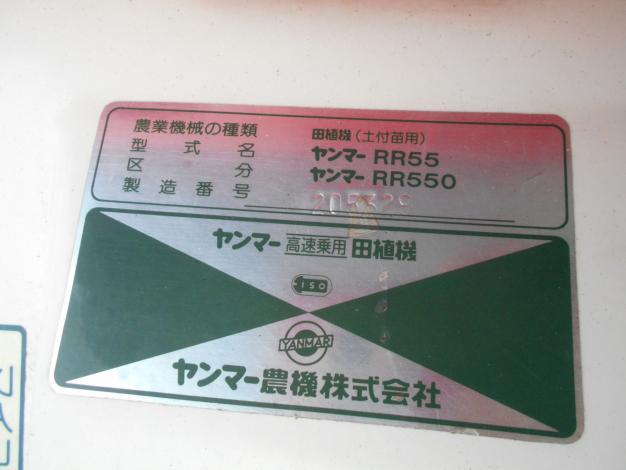 農業機械の種類 田植機(土付苗用)
型式名 ヤンマー RR55
区分 ヤンマー RR550
製造番号
ヤンマー 高速乗用 田植機
ISO
YANMAR
ヤンマー農機株式会社